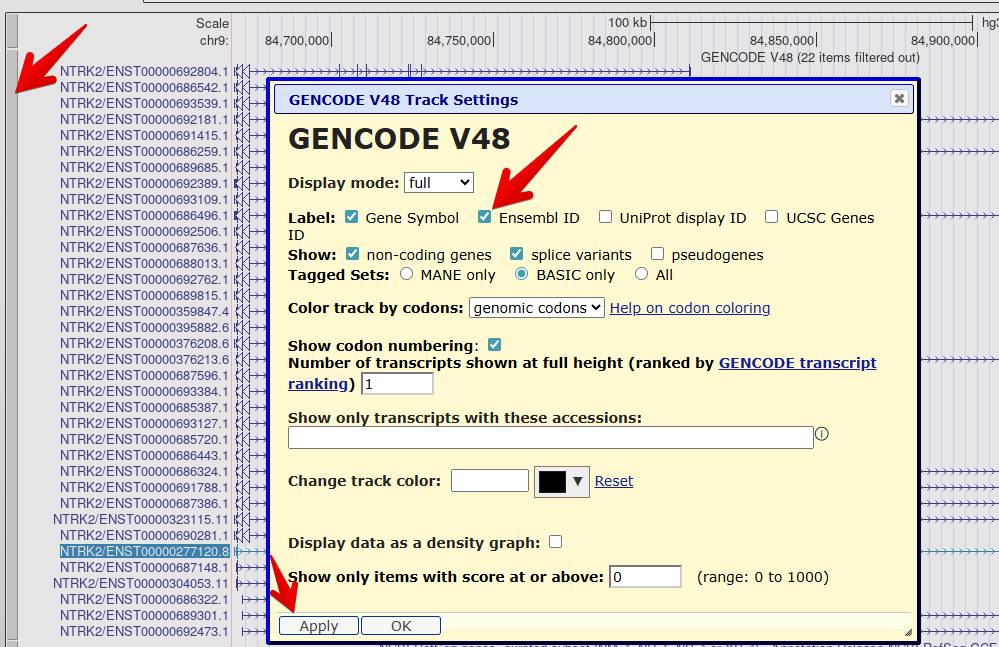 Scale
100 kb
hg3
chr9:
84,700,000
84,750,000
84,800,000
84,850,000
84,900,000
GENCODE V48 (22 items filtered out)
NTRK2/ENST00000692804.1
NTRK2/ENST00000686542.1
NTRK2/ENST00000693539.1
NTRK2/ENST00000692181.1
NTRK2/ENST00000691415.1
NTRK2/ENST00000686259.1
NTRK2/ENST00000689685.1
NTRK2/ENST00000692389.1
NTRK2/ENST00000693109.1
NTRK2/ENST00000686496.1
NTRK2/ENST00000692506.1
NTRK2/ENST00000687636.1
NTRK2/ENST00000688013.1
NTRK2/ENST00000692762.1
NTRK2/ENST00000689815.1
NTRK2/ENST00000359847.4
NTRK2/ENST00000395882.6
NTRK2/ENST00000376208.6
NTRK2/ENST00000376213.6
NTRK2/ENST00000687596.1
NTRK2/ENST00000693384.1
NTRK2/ENST00000685387.1
NTRK2/ENST00000693127.1
NTRK2/ENST00000685720.1
NTRK2/ENST00000686443.1
NTRK2/ENST00000686324.1
NTRK2/ENST00000691788.1
NTRK2/ENST00000687386.1
NTRK2/ENST00000323115.11
NTRK2/ENST00000690281.1
NTRK2/ENST00000277120.8
NTRK2/ENST00000687148.1
NTRK2/ENST00000304053.11
NTRK2/ENST00000686322.1
NTRK2/ENST00000689301.1
NTRK2/ENST00000692473.1
GENCODE V48 Track Settings
GENCODE V48
Display mode: full
Label: Gene Symbol Ensembl ID UniProt display ID UCSC Genes
ID
Show: non-coding genes splice variants pseudogenes
Tagged Sets: MANE only BASIC only All
Color track by codons: genomic codons Help on codon coloring
Show codon numbering:
Number of transcripts shown at full height (ranked by GENCODE transcript
ranking) 1
Show only transcripts with these accessions:
Change track color: Reset
Display data as a density graph:
Show only items with score at or above: 0 (range: 0 to 1000)
Apply OK